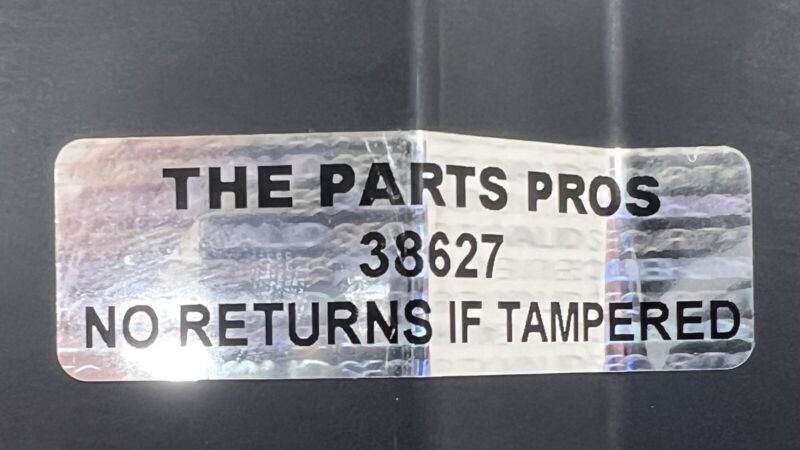 THE PARTS PROS
38627
NO RETURNS IF TAMPERED